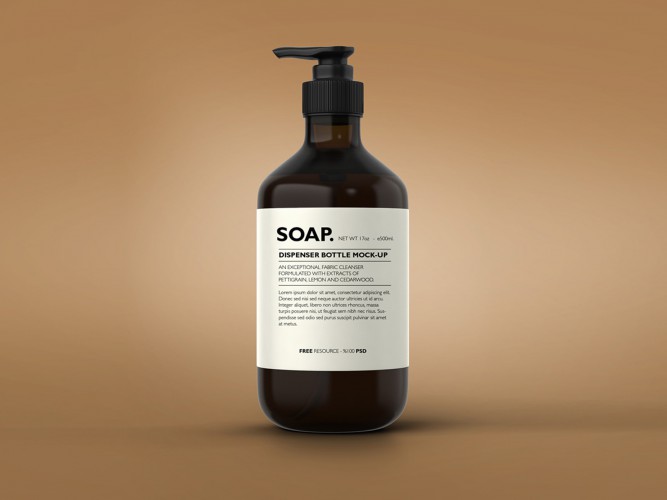 SOAP. NET WT 17oz - e500ml
DISPENSER BOTTLE MOCK-UP
AN EXCEPTIONAL FABRIC CLEANSER
FORMULATED WITH EXTRACTS OF
PETTIGRAIN, LEMON AND CEDARWOOD.
Lorem ipsum dolor sit amet, consectetur adipiscing elit.
Donec nisi sed neque auctor ultricies id at arcu.
Integer aliquet, libero non ultrices rhoncus, massa
turpis posuere nisi, ut feugiat sem nibh nec risus. Sus-
pendisse odio sed purus suscipit pulvinar sit amet
at metus.
FREE RESOURCE - %100 PSD